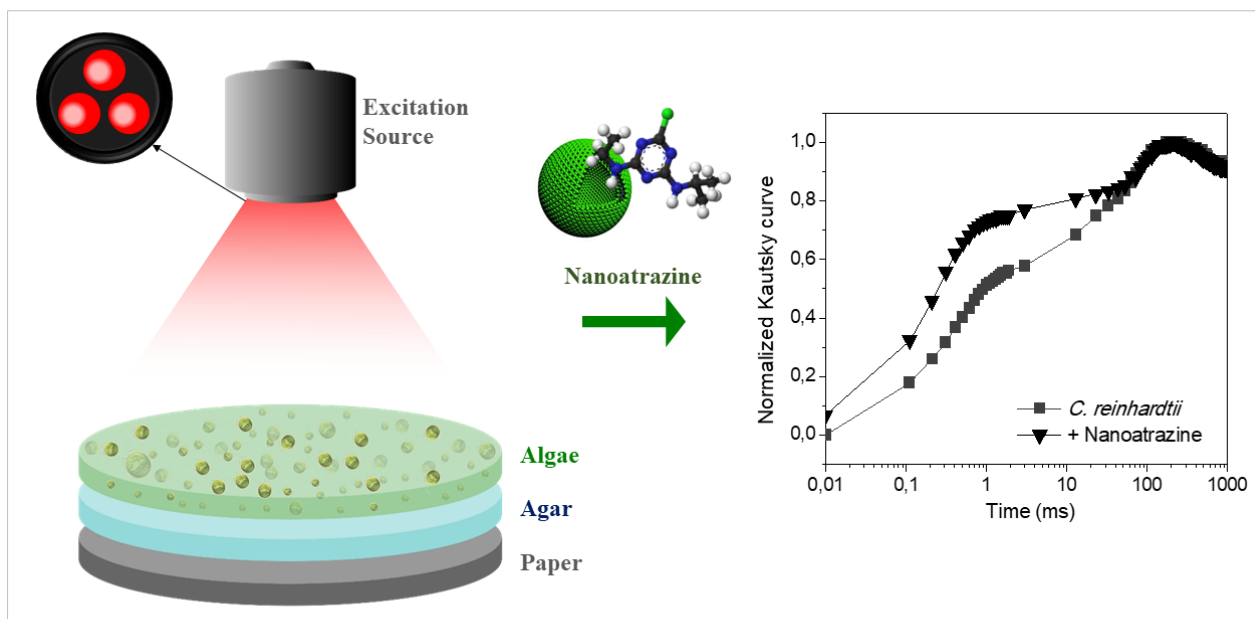 Excitation
Source
Nanoatrazine
Algae
Agar
Paper
Normalized Kautsky curve
1,0
0,8
0,6
0,4
0,2
0,0
C. reinhardtii
+ Nanoatrazine
0,01 0,1 1 10 100 1000
Time (ms)